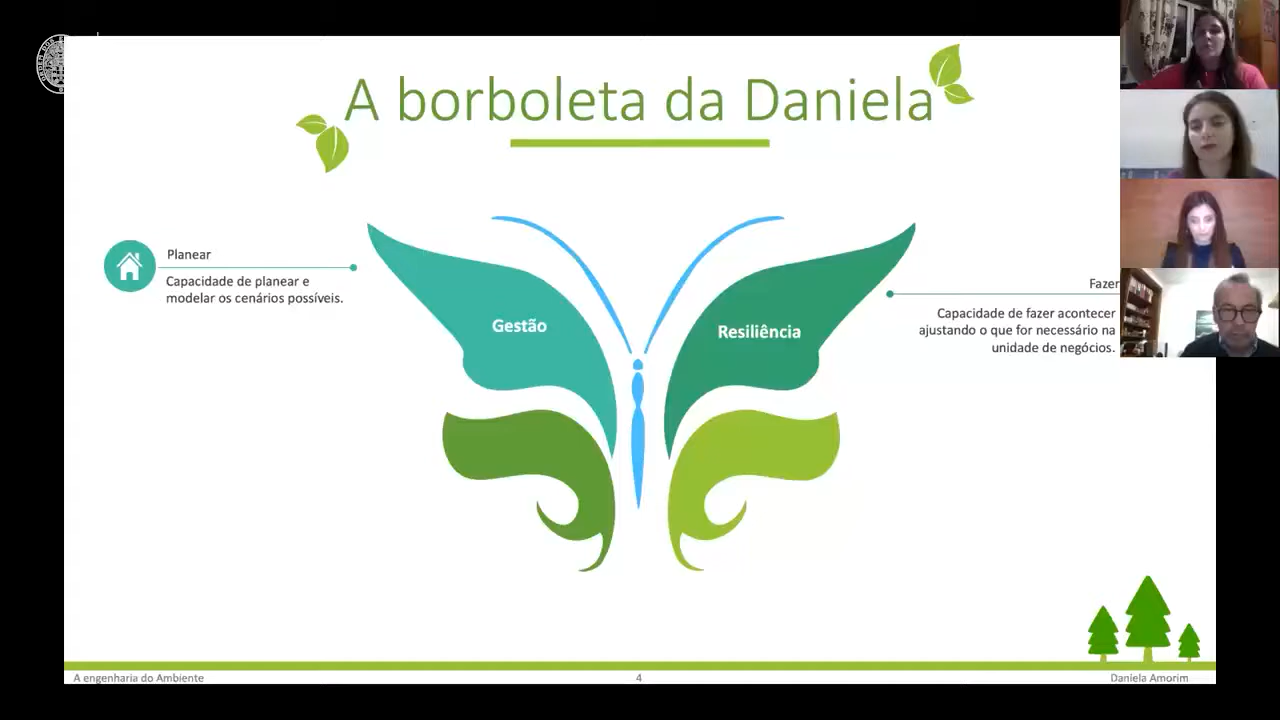 A borboleta da Daniela
Planear
Capacidade de planear e
modelar os cenários possíveis.
Gestão
Resiliência
Fazer
Capacidade de fazer acontecer
ajustando o que for necessário na
unidade de negócios.
A engenharia do Ambiente
4
Daniela Amorim